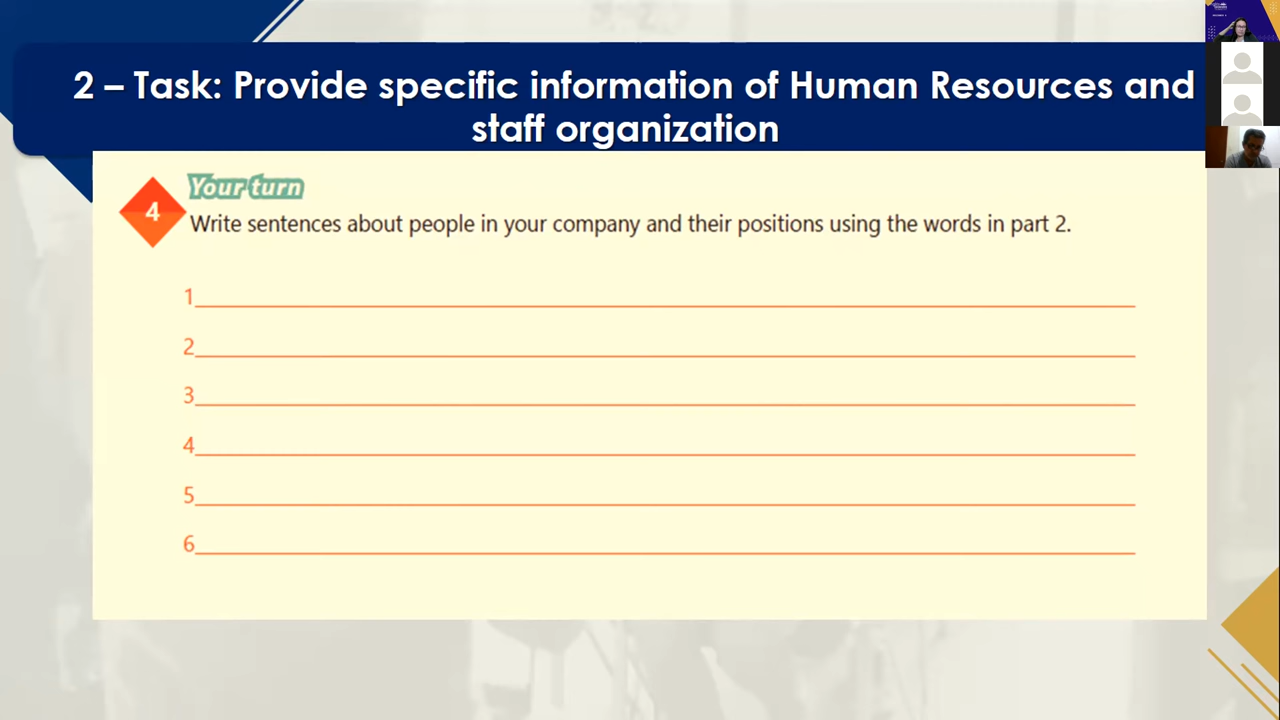 2 – Task: Provide specific information of Human Resources and
staff organization
Your turn
4
Write sentences about people in your company and their positions using the words in part 2.
1
2
3
4
5
6